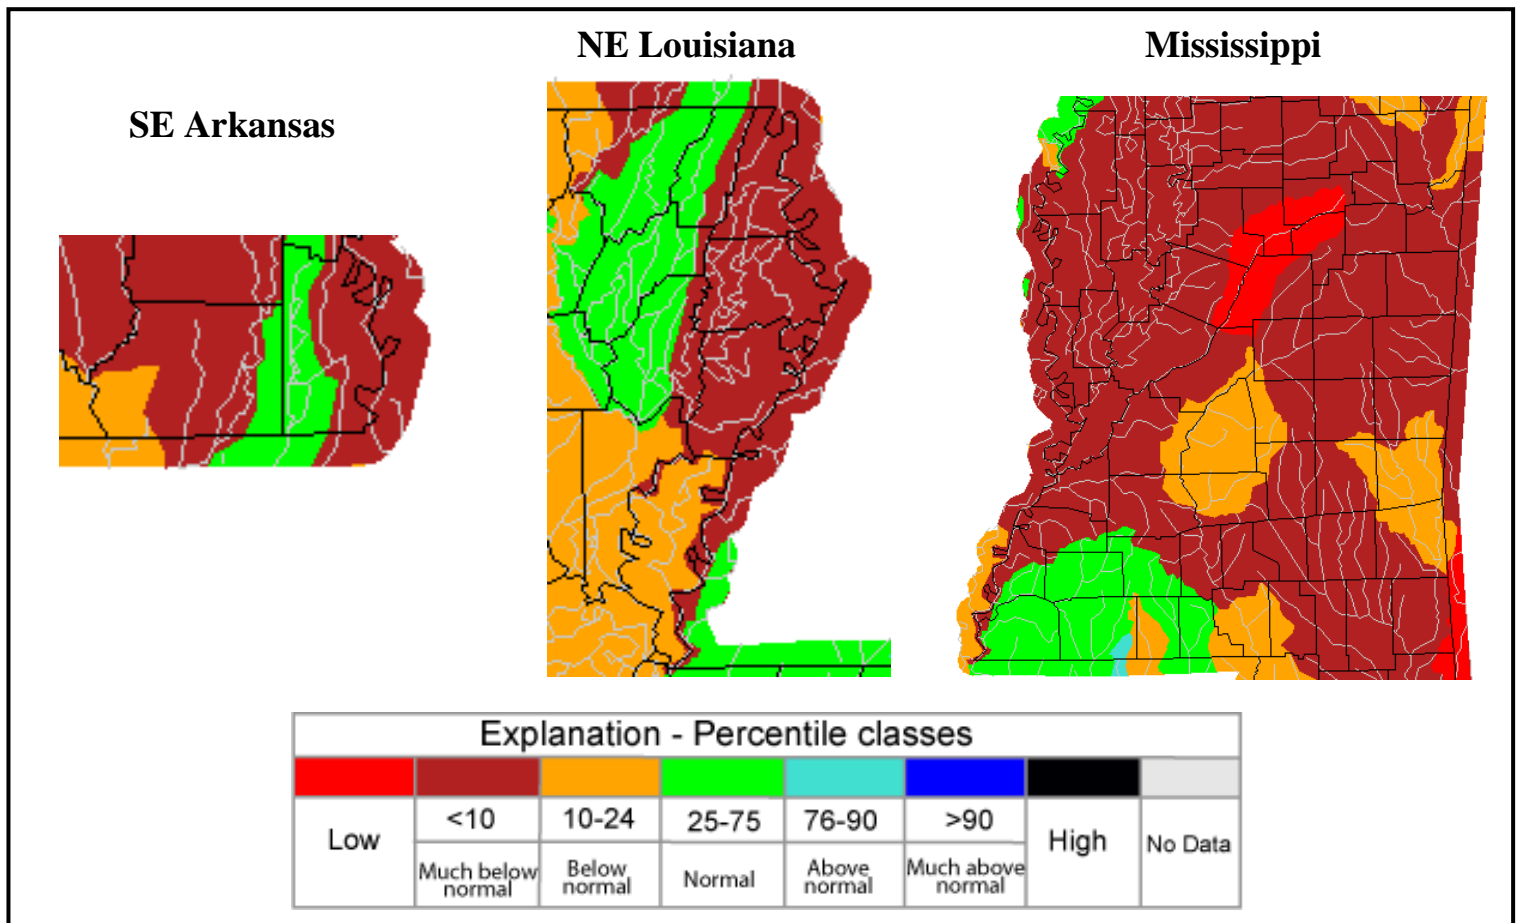 NE Louisiana
Mississippi
SE Arkansas
Explanation - Percentile classes
Low
<10
10-24
25-75
76-90
>90
High
No Data
Much below
normal
Below
normal
Normal
Above
normal
Much above
normal